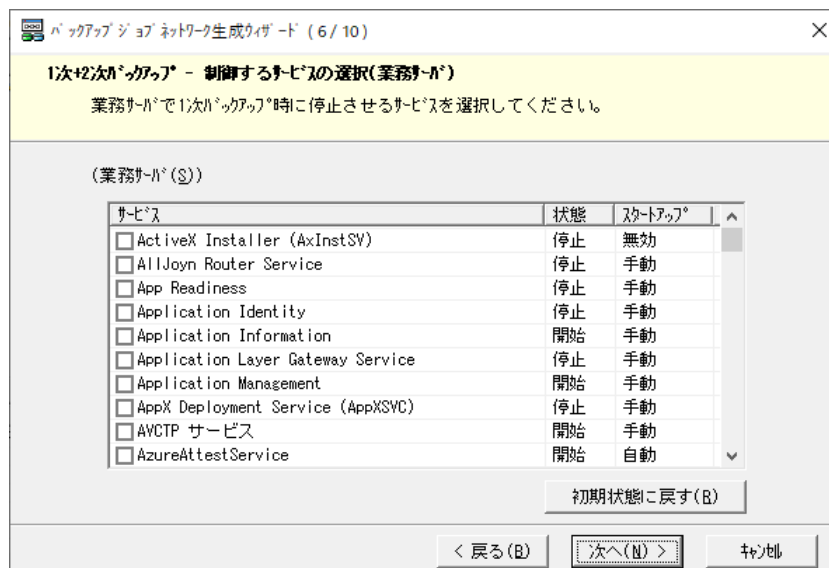 ﾊﾞｯｸｱｯﾌﾟｼﾞｮﾌﾞﾈｯﾄﾜｰｸ生成ｳｨｻﾞｰﾄﾞ (6/10)
1次+2次ﾊﾞｯｸｱｯﾌﾟ - 制御するｻｰﾋﾞｽの選択(業務ｻｰﾊﾞ)
業務ｻｰﾊﾞで1次ﾊﾞｯｸｱｯﾌﾟ時に停止させるｻｰﾋﾞｽを選択してください。
(業務ｻｰﾊﾞ(S))
ｻｰﾋﾞｽ 状態 ｽﾀｰﾄｱｯﾌﾟ
ActiveX Installer (AxInstSV) 停止 無効
AllJoyn Router Service 停止 手動
App Readiness 停止 手動
Application Identity 停止 手動
Application Information 開始 手動
Application Layer Gateway Service 停止 手動
Application Management 開始 手動
AppX Deployment Service (AppXSVC) 停止 手動
AVCTP サービス 開始 手動
AzureAttestService 開始 自動
初期状態に戻す(R)
< 戻る(B) 次へ(N) > ｷｬﾝｾﾙ